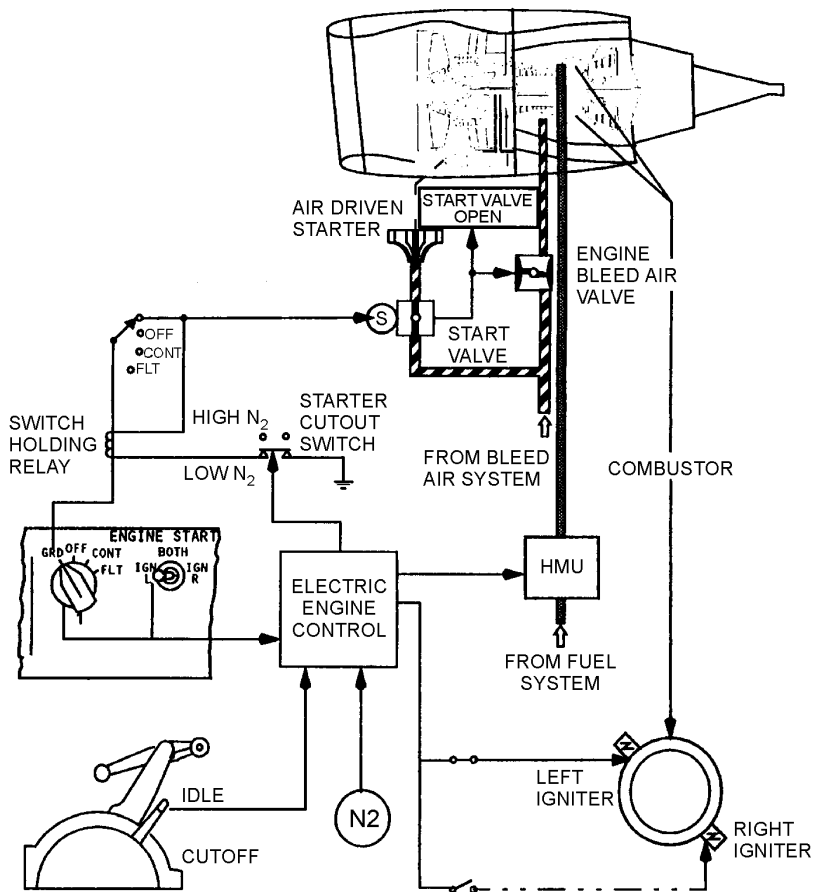 START VALVE
OPEN
AIR DRIVEN
STARTER
ENGINE
BLEED AIR
VALVE
S
START
VALVE
OFF
CONT
FLT
HIGH N2
STARTER
CUTOUT
SWITCH
SWITCH
HOLDING
RELAY
LOW N2
FROM BLEED
AIR SYSTEM
COMBUSTOR
ENGINE START
GRD OFF CONT FLT
BOTH
IGN L
IGN R
ELECTRIC
ENGINE
CONTROL
HMU
FROM FUEL
SYSTEM
IDLE
CUTOFF
N2
LEFT
IGNITER
RIGHT
IGNITER